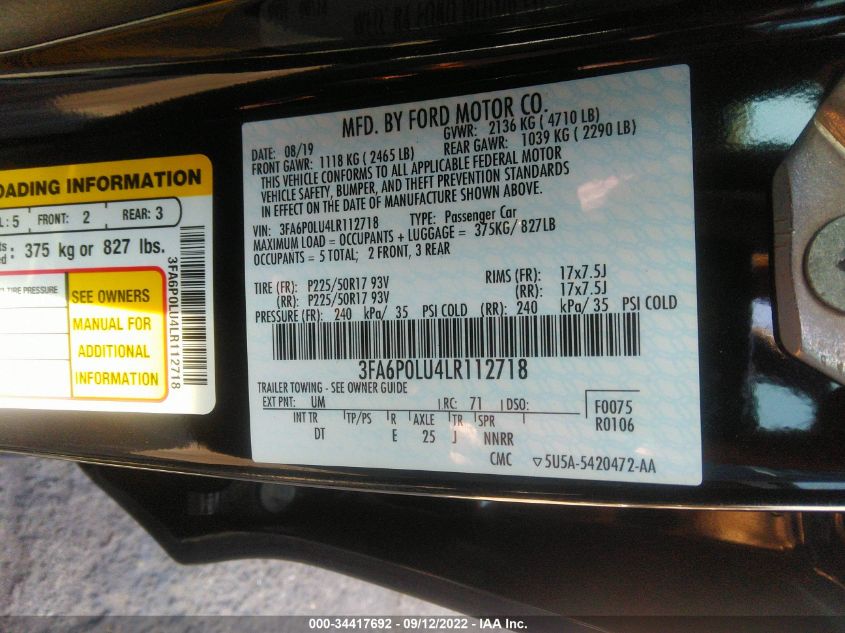 OADING INFORMATION
L: 5 FRONT: 2 REAR: 3
: 375 kg or 827 lbs.
TIRE PRESSURE
SEE OWNERS
MANUAL FOR
ADDITIONAL
INFORMATION
3FA6P0LU4LR112718
MFD. BY FORD MOTOR CO.
DATE: 08/19 GVWR: 2136 KG ( 4710 LB)
FRONT GAWR: 1118 KG ( 2465 LB) REAR GAWR: 1039 KG ( 2290 LB)
THIS VEHICLE CONFORMS TO ALL APPLICABLE FEDERAL MOTOR
VEHICLE SAFETY, BUMPER, AND THEFT PREVENTION STANDARDS
IN EFFECT ON THE DATE OF MANUFACTURE SHOWN ABOVE.
VIN: 3FA6P0LU4LR112718 TYPE: Passenger Car
MAXIMUM LOAD = OCCUPANTS + LUGGAGE = 375KG/ 827LB
OCCUPANTS = 5 TOTAL; 2 FRONT, 3 REAR
TIRE (FR): P225/50R17 93V RIMS (FR): 17x7.5J
(RR): P225/50R17 93V (RR): 17x7.5J
PRESSURE (FR): 240 kPa/ 35 PSI COLD (RR): 240 kPa/ 35 PSI COLD
3FA6P0LU4LR112718
TRAILER TOWING - SEE OWNER GUIDE
EXT PNT: UM RC: 71 DSO: F0075
INT TR TP/PS R AXLE TR SPR R0106
DT E 25 J NNRR
CMC ▽5U5A-5420472-AA
000-34417692 - 09/12/2022 - IAA Inc.